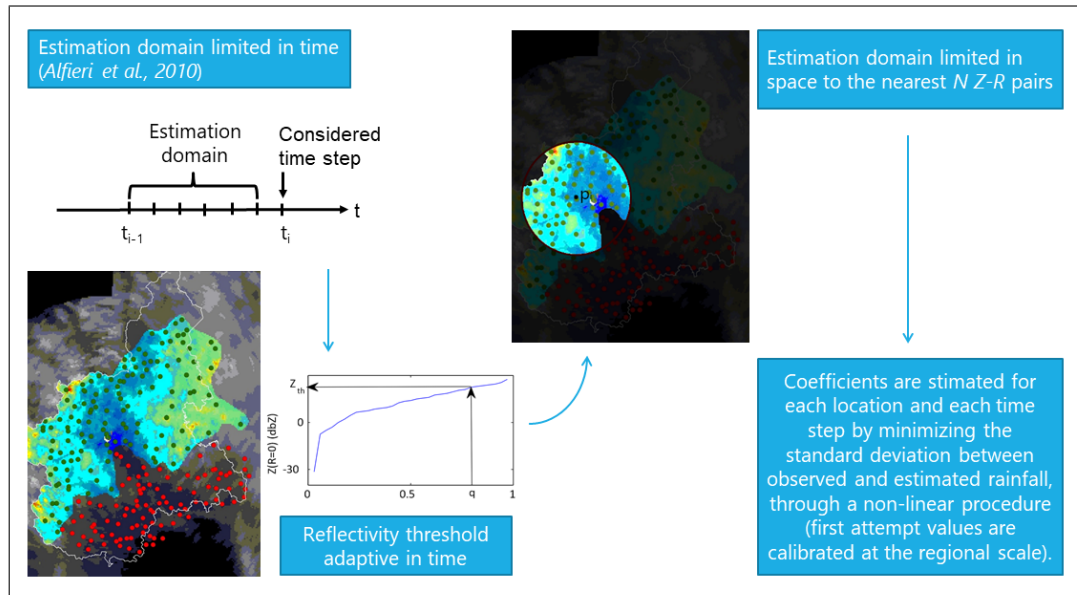 Estimation domain limited in time
(Alfieri et al., 2010)
Estimation
domain
Considered
time step
t
ti-1
ti
Zth
0
-30
Z(R=0) (dbZ)
0
0.5
q
1
Reflectivity threshold
adaptive in time
p
Estimation domain limited in
space to the nearest N Z-R pairs
Coefficients are stimated for
each location and each time
step by minimizing the
standard deviation between
observed and estimated rainfall,
through a non-linear procedure
(first attempt values are
calibrated at the regional scale).